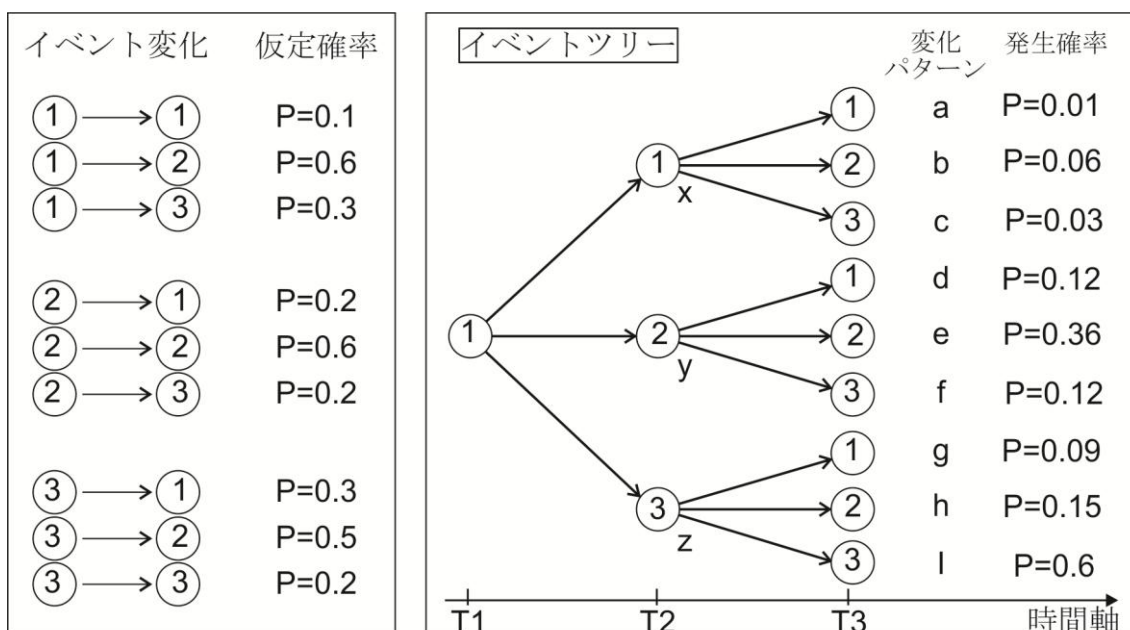 イベント変化 仮定確率
① → ① P=0.1
① → ② P=0.6
① → ③ P=0.3
② → ① P=0.2
② → ② P=0.6
② → ③ P=0.2
③ → ① P=0.3
③ → ② P=0.5
③ → ③ P=0.2
イベントツリー
変化
パターン
発生確率
① a P=0.01
① x
② b P=0.06
③ c P=0.03
① d P=0.12
①
② y
② e P=0.36
③ f P=0.12
① g P=0.09
③ z
② h P=0.15
③ I P=0.6
T1 T2 T3 時間軸